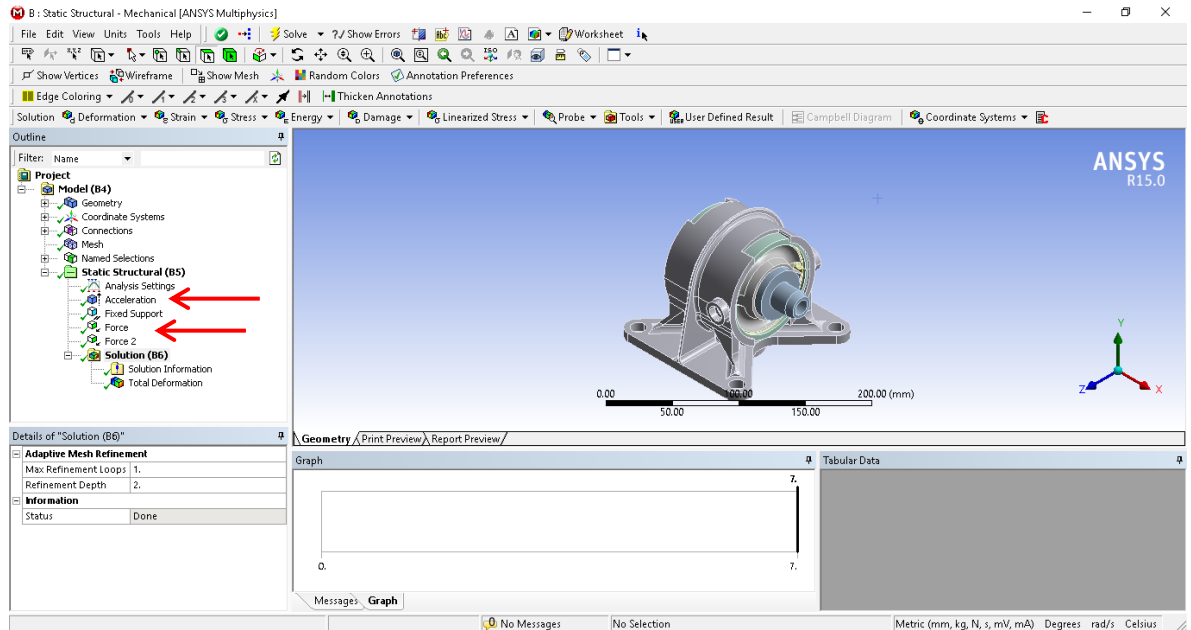 B : Static Structural - Mechanical [ANSYS Multiphysics]
File Edit View Units Tools Help Solve ?✓ Show Errors Worksheet
Show Vertices Wireframe Show Mesh Random Colors Annotation Preferences
Edge Coloring Thicken Annotations
Solution Deformation Strain Stress Energy Damage Linearized Stress Probe Tools User Defined Result Campbell Diagram Coordinate Systems
Outline
Filter: Name
Project
Model (B4)
Geometry
Coordinate Systems
Connections
Mesh
Named Selections
Static Structural (B5)
Analysis Settings
Acceleration
Fixed Support
Force
Force 2
Solution (B6)
Solution Information
Total Deformation
ANSYS
R15.0
0.00 100.00 200.00 (mm)
50.00 150.00
Y
Z X
Details of "Solution (B6)"
Adaptive Mesh Refinement
Max Refinement Loops 1.
Refinement Depth 2.
Information
Status Done
Geometry Print Preview Report Preview
Graph
7.
0. 7.
Messages Graph
Tabular Data
No Messages No Selection Metric (mm, kg, N, s, mV, mA) Degrees rad/s Celsius